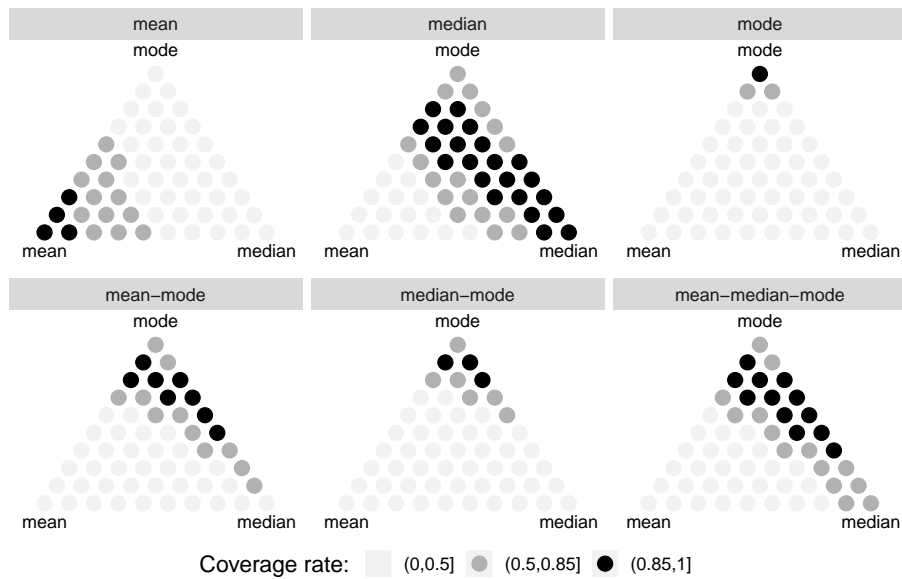 mean median mode
mode mode mode
mean median mean median mean median
mean−mode median−mode mean−median−mode
mode mode mode
mean median mean median mean median
Coverage rate: (0,0.5] (0.5,0.85] (0.85,1]